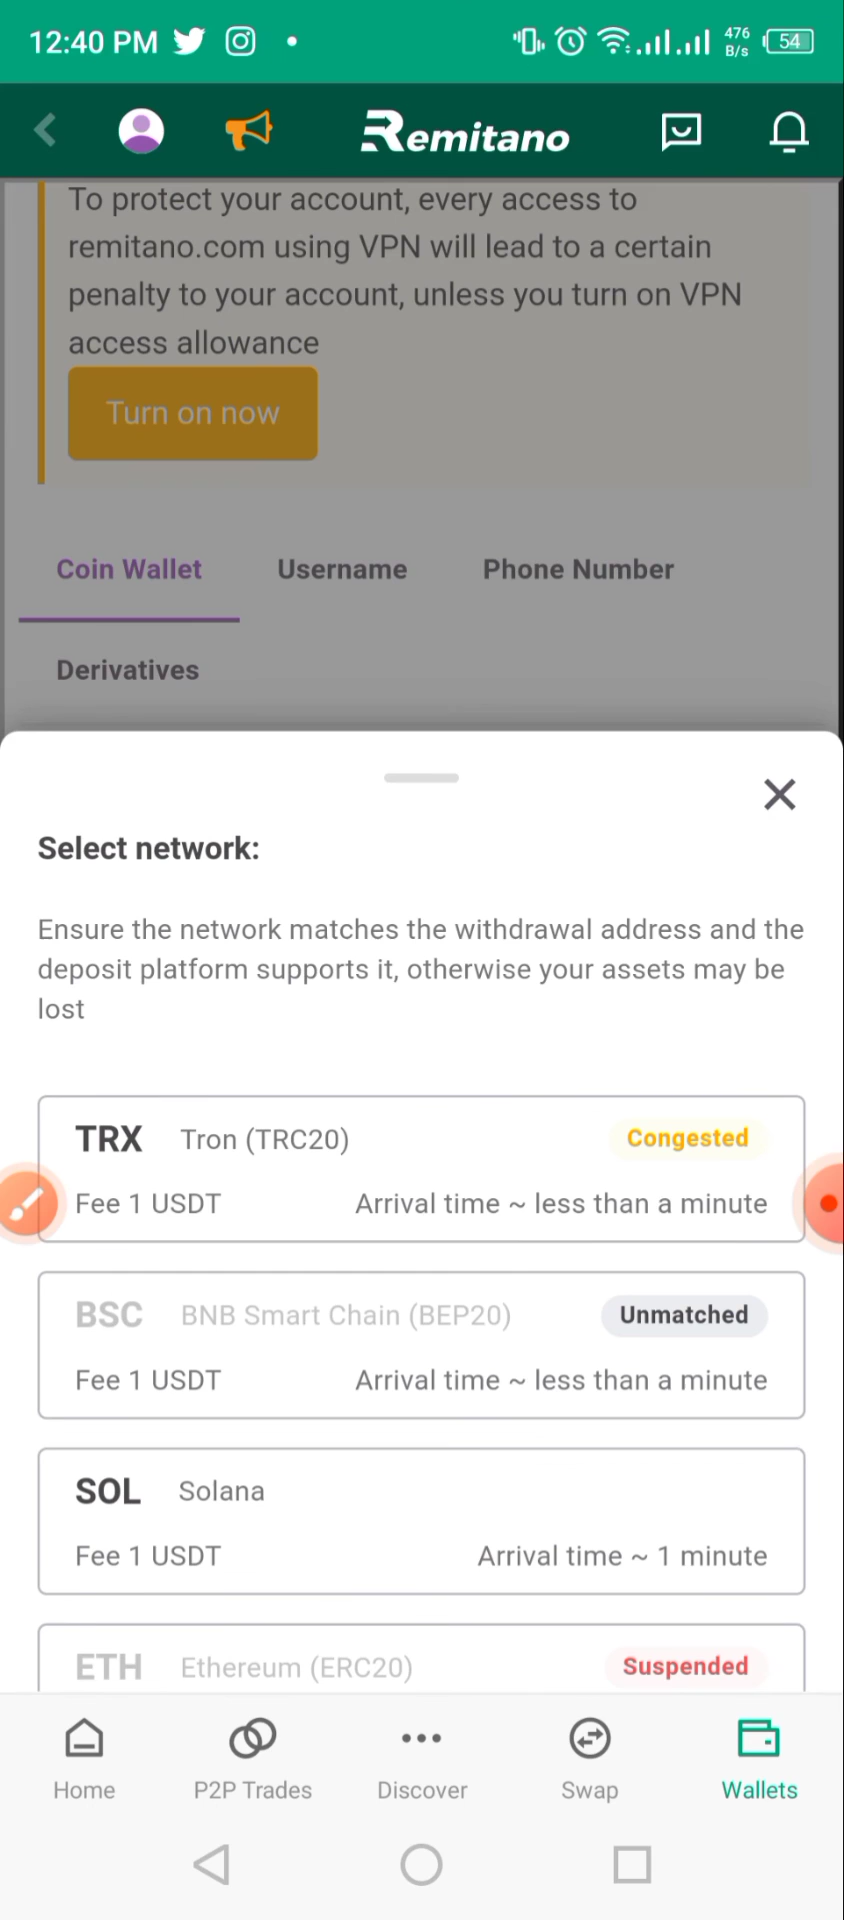 12:40 PM
476
B/s
54
Remitano
To protect your account, every access to
remitano.com using VPN will lead to a certain
penalty to your account, unless you turn on VPN
access allowance
Turn on now
Coin Wallet Username Phone Number
Derivatives
Select network:
Ensure the network matches the withdrawal address and the
deposit platform supports it, otherwise your assets may be
lost
TRX Tron (TRC20) Congested
Fee 1 USDT Arrival time ~ less than a minute
BSC BNB Smart Chain (BEP20) Unmatched
Fee 1 USDT Arrival time ~ less than a minute
SOL Solana
Fee 1 USDT Arrival time ~ 1 minute
ETH Ethereum (ERC20) Suspended
Home P2P Trades Discover Swap Wallets